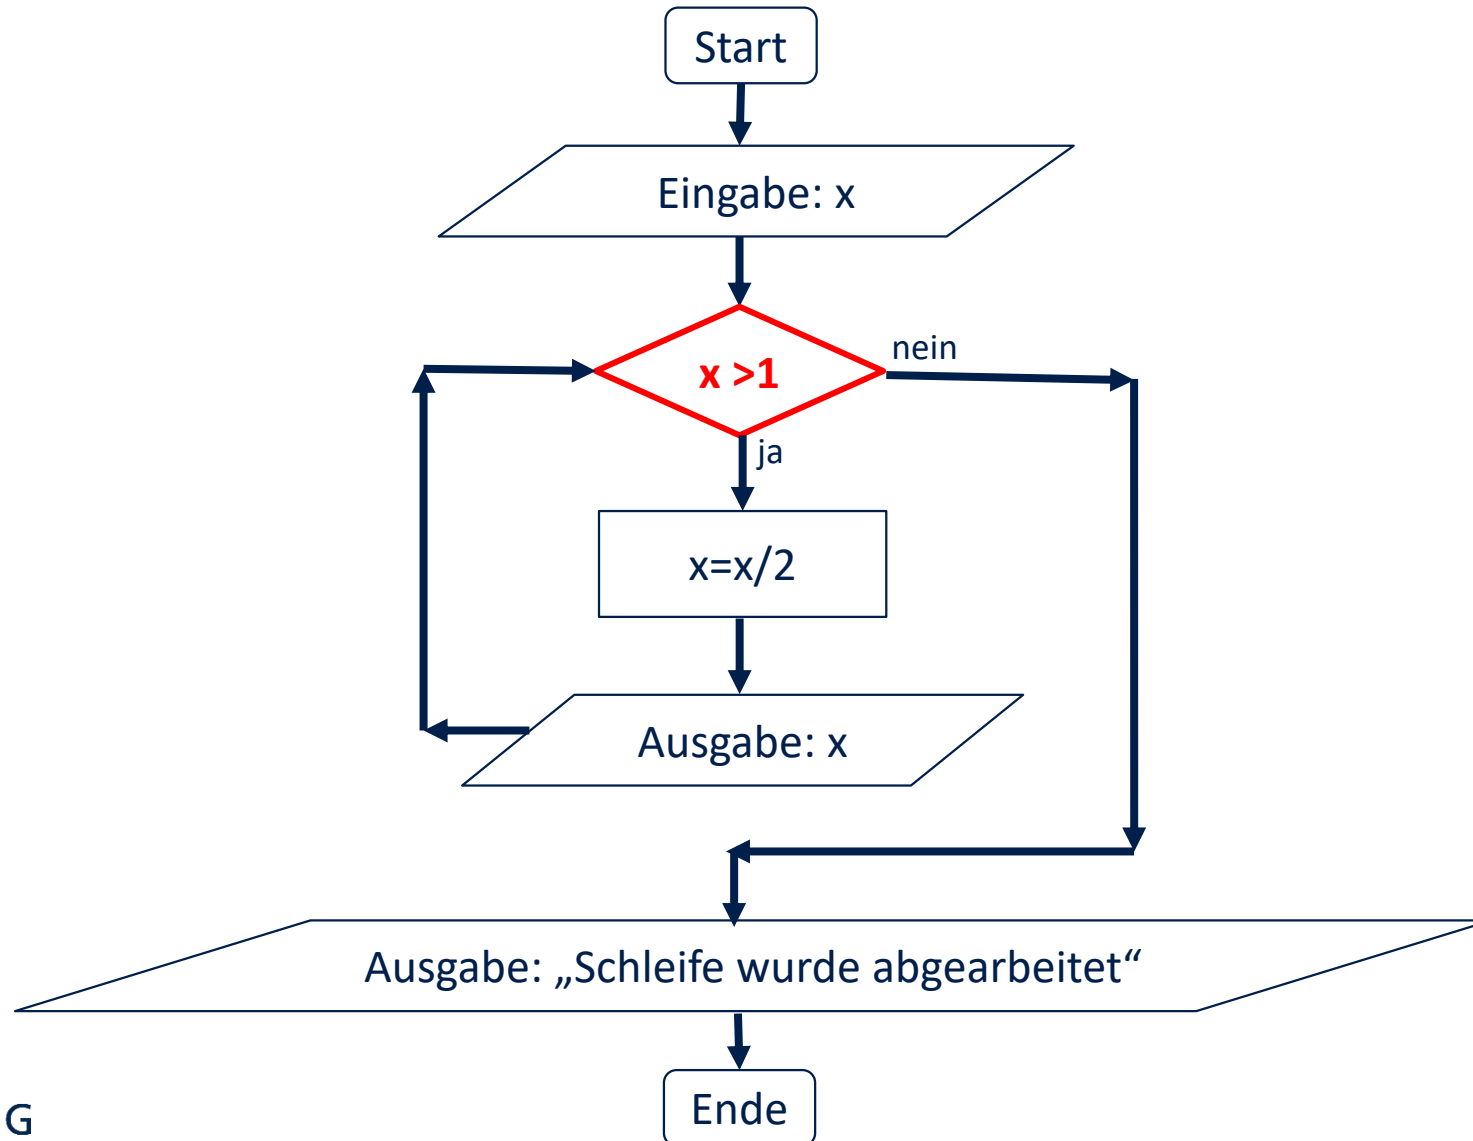 Start
Eingabe: x
x >1
nein
ja
x=x/2
Ausgabe: x
Ausgabe: „Schleife wurde abgearbeitet“
Ende
G